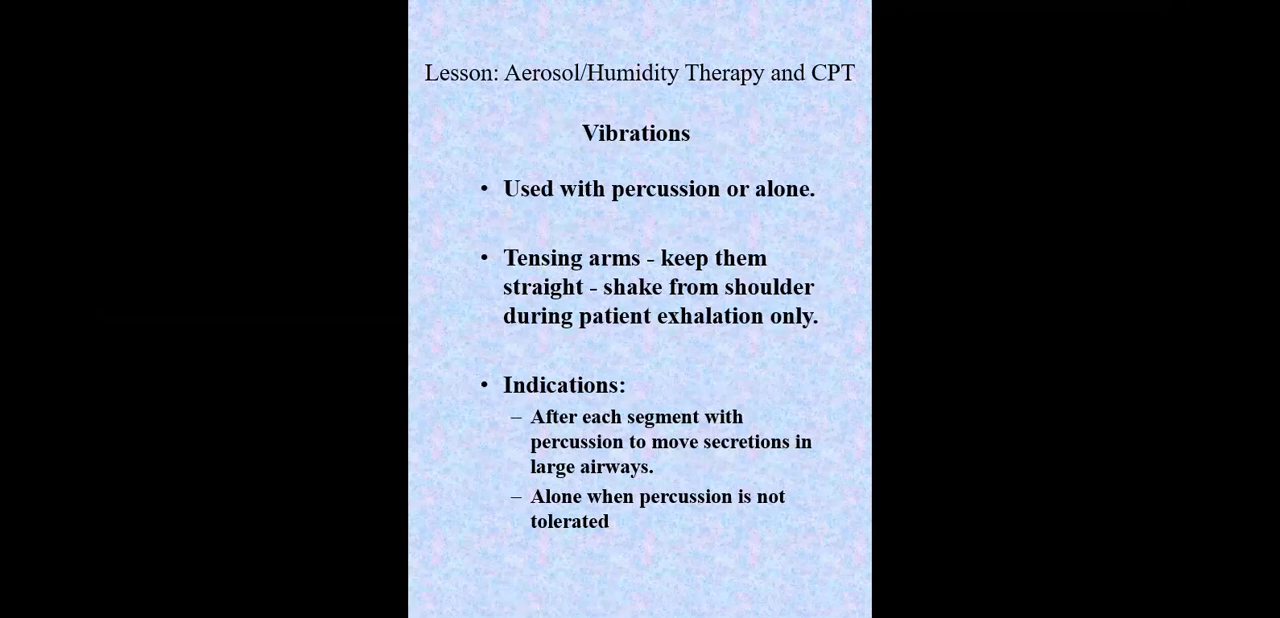 Lesson: Aerosol/Humidity Therapy and CPT
Vibrations
• Used with percussion or alone.
• Tensing arms - keep them
straight - shake from shoulder
during patient exhalation only.
• Indications:
– After each segment with
percussion to move secretions in
large airways.
– Alone when percussion is not
tolerated